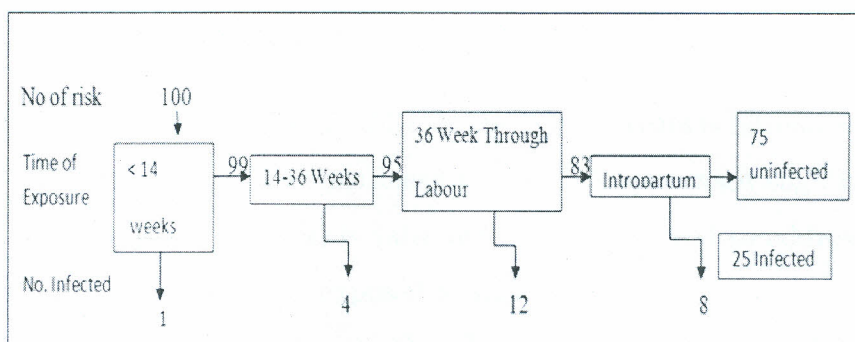 No of risk
100
Time of
Exposure
< 14
weeks
99
14-36 Weeks
95
36 Week Through
Labour
83
Intropartum
75
uninfected
25 Infected
No. Infected
1
4
12
8